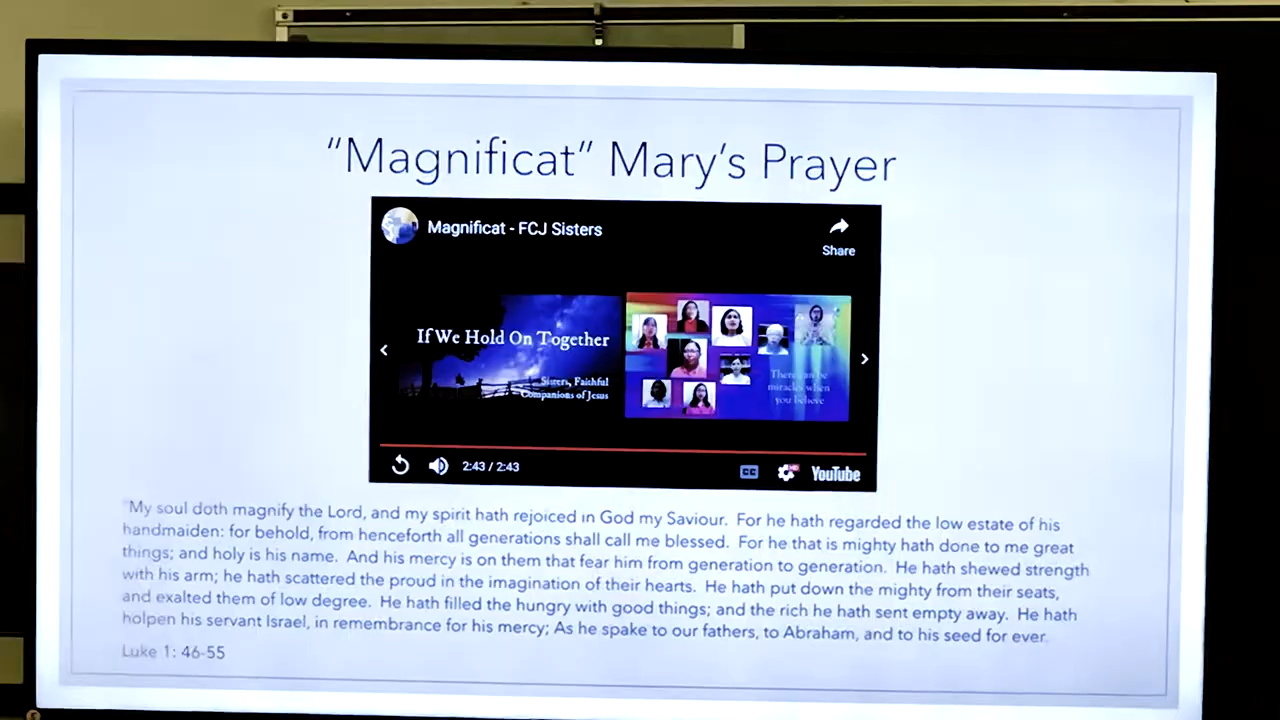 “Magnificat” Mary’s Prayer
Magnificat - FCJ Sisters
Share
If We Hold On Together
Sisters, Faithful
Companions of Jesus
There can be
miracles when
you believe
2:43 / 2:43
CC
HD
YouTube
"My soul doth magnify the Lord, and my spirit hath rejoiced in God my Saviour. For he hath regarded the low estate of his
handmaiden: for behold, from henceforth all generations shall call me blessed. For he that is mighty hath done to me great
things; and holy is his name. And his mercy is on them that fear him from generation to generation. He hath shewed strength
with his arm; he hath scattered the proud in the imagination of their hearts. He hath put down the mighty from their seats,
and exalted them of low degree. He hath filled the hungry with good things; and the rich he hath sent empty away. He hath
holpen his servant Israel, in remembrance for his mercy; As he spake to our fathers, to Abraham, and to his seed for ever.
Luke 1: 46-55